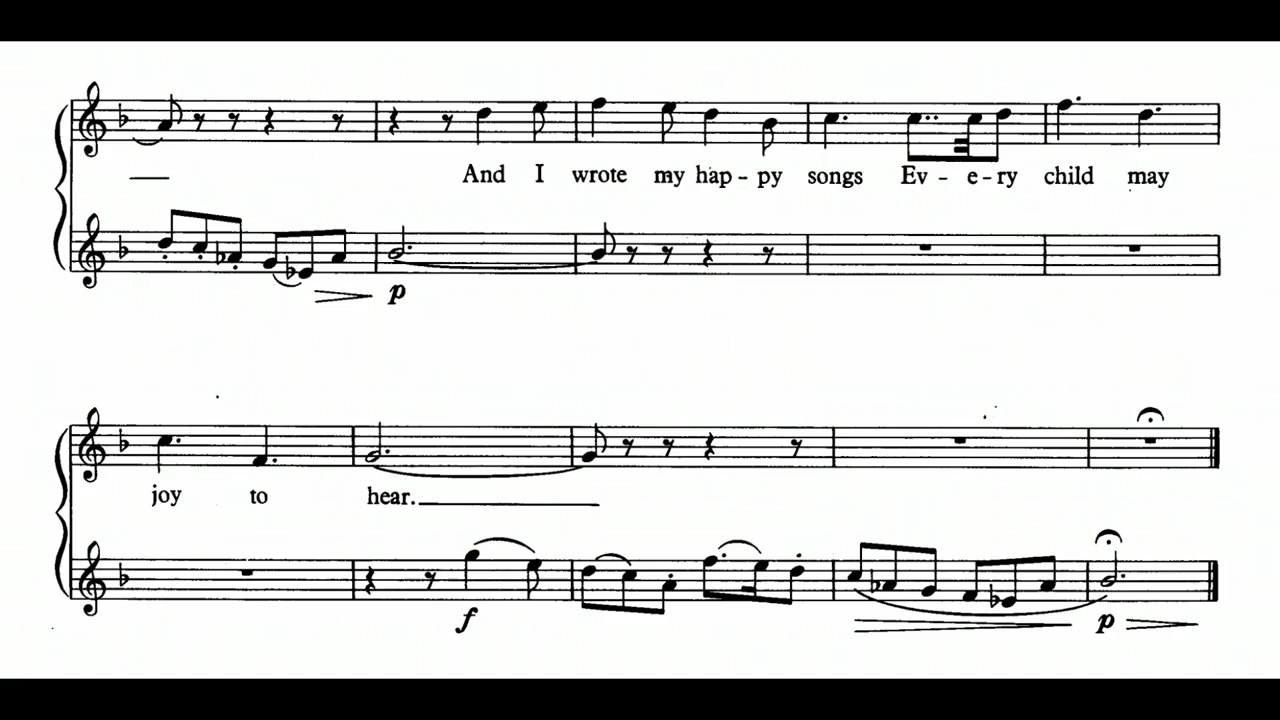 And I wrote my hap - py songs Ev - e - ry child may
p
joy to hear.
f p